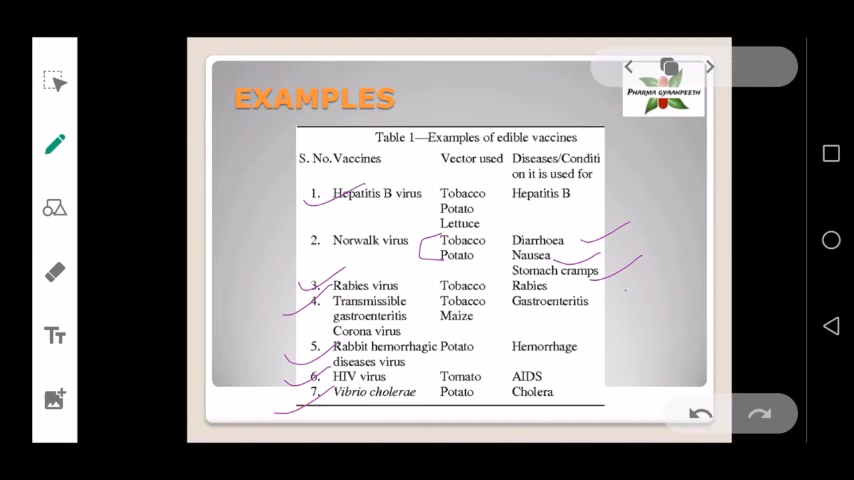 EXAMPLES
PHARMA GYAANPEETH
Table 1—Examples of edible vaccines
S. No. Vaccines Vector used Diseases/Conditi
on it is used for
1. Hepatitis B virus Tobacco Hepatitis B
Potato
Lettuce
2. Norwalk virus Tobacco Diarrhoea
Potato Nausea
Stomach cramps
3. Rabies virus Tobacco Rabies
4. Transmissible Tobacco Gastroenteritis
gastroenteritis Maize
Corona virus
5. Rabbit hemorrhagic Potato Hemorrhage
diseases virus
6. HIV virus Tomato AIDS
7. Vibrio cholerae Potato Cholera
Tт